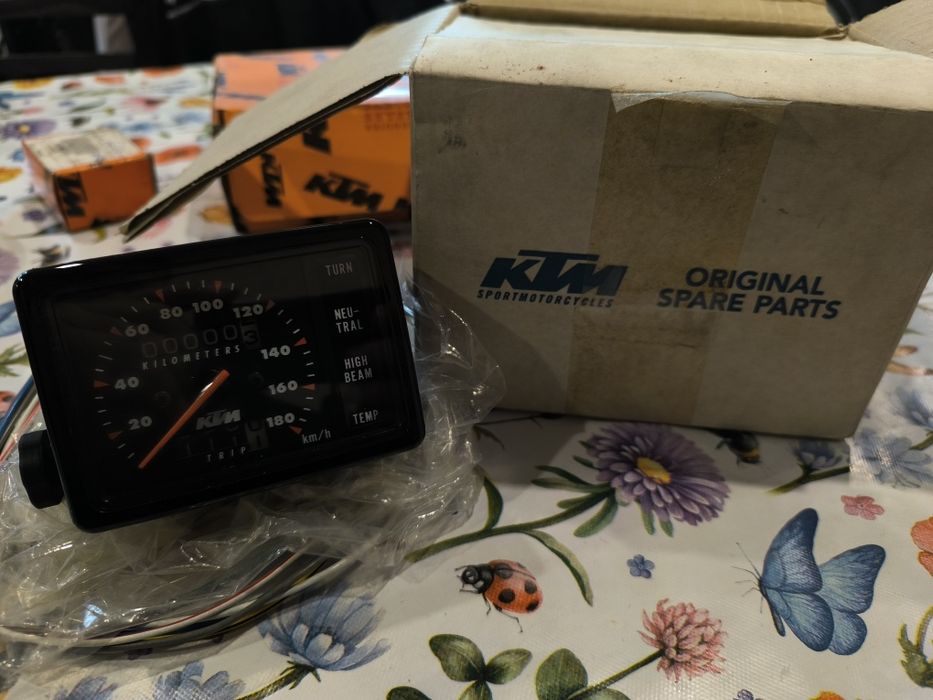 TURN
NEU-
TRAL
HIGH
BEAM
TEMP
20
40
60
80
100
120
140
160
180
km/h
00003
KILOMETERS
KTM
TRIP
KTM
SPORTMOTORCYCLES
ORIGINAL
SPARE PARTS
KTM
KTM
KTM